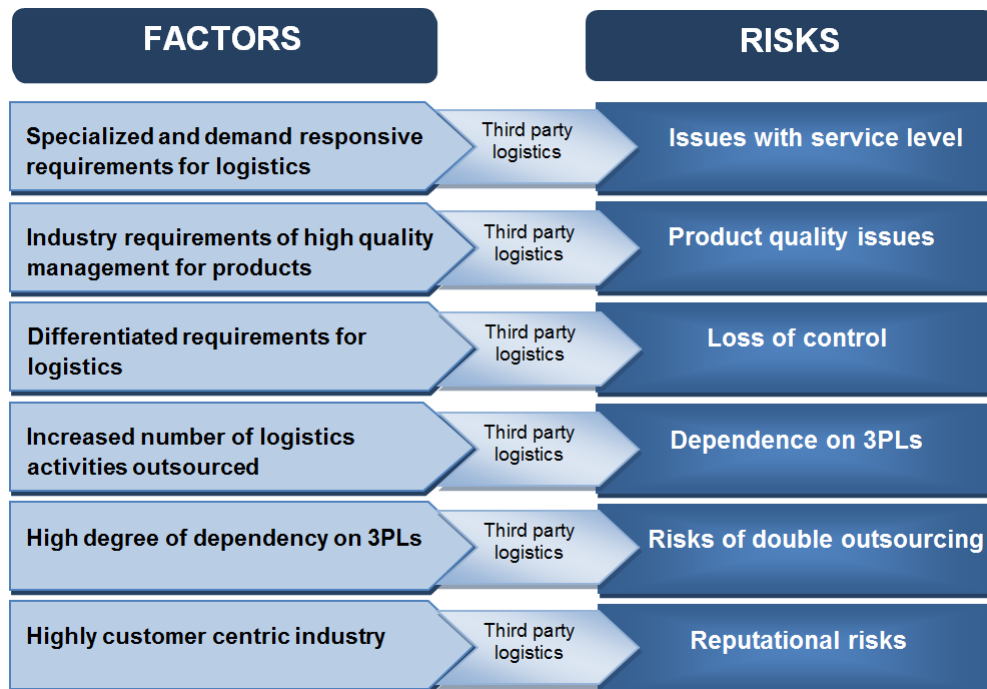 FACTORS
RISKS
Specialized and demand responsive
requirements for logistics
Third party
logistics
Issues with service level
Industry requirements of high quality
management for products
Third party
logistics
Product quality issues
Differentiated requirements for
logistics
Third party
logistics
Loss of control
Increased number of logistics
activities outsourced
Third party
logistics
Dependence on 3PLs
High degree of dependency on 3PLs
Third party
logistics
Risks of double outsourcing
Highly customer centric industry
Third party
logistics
Reputational risks